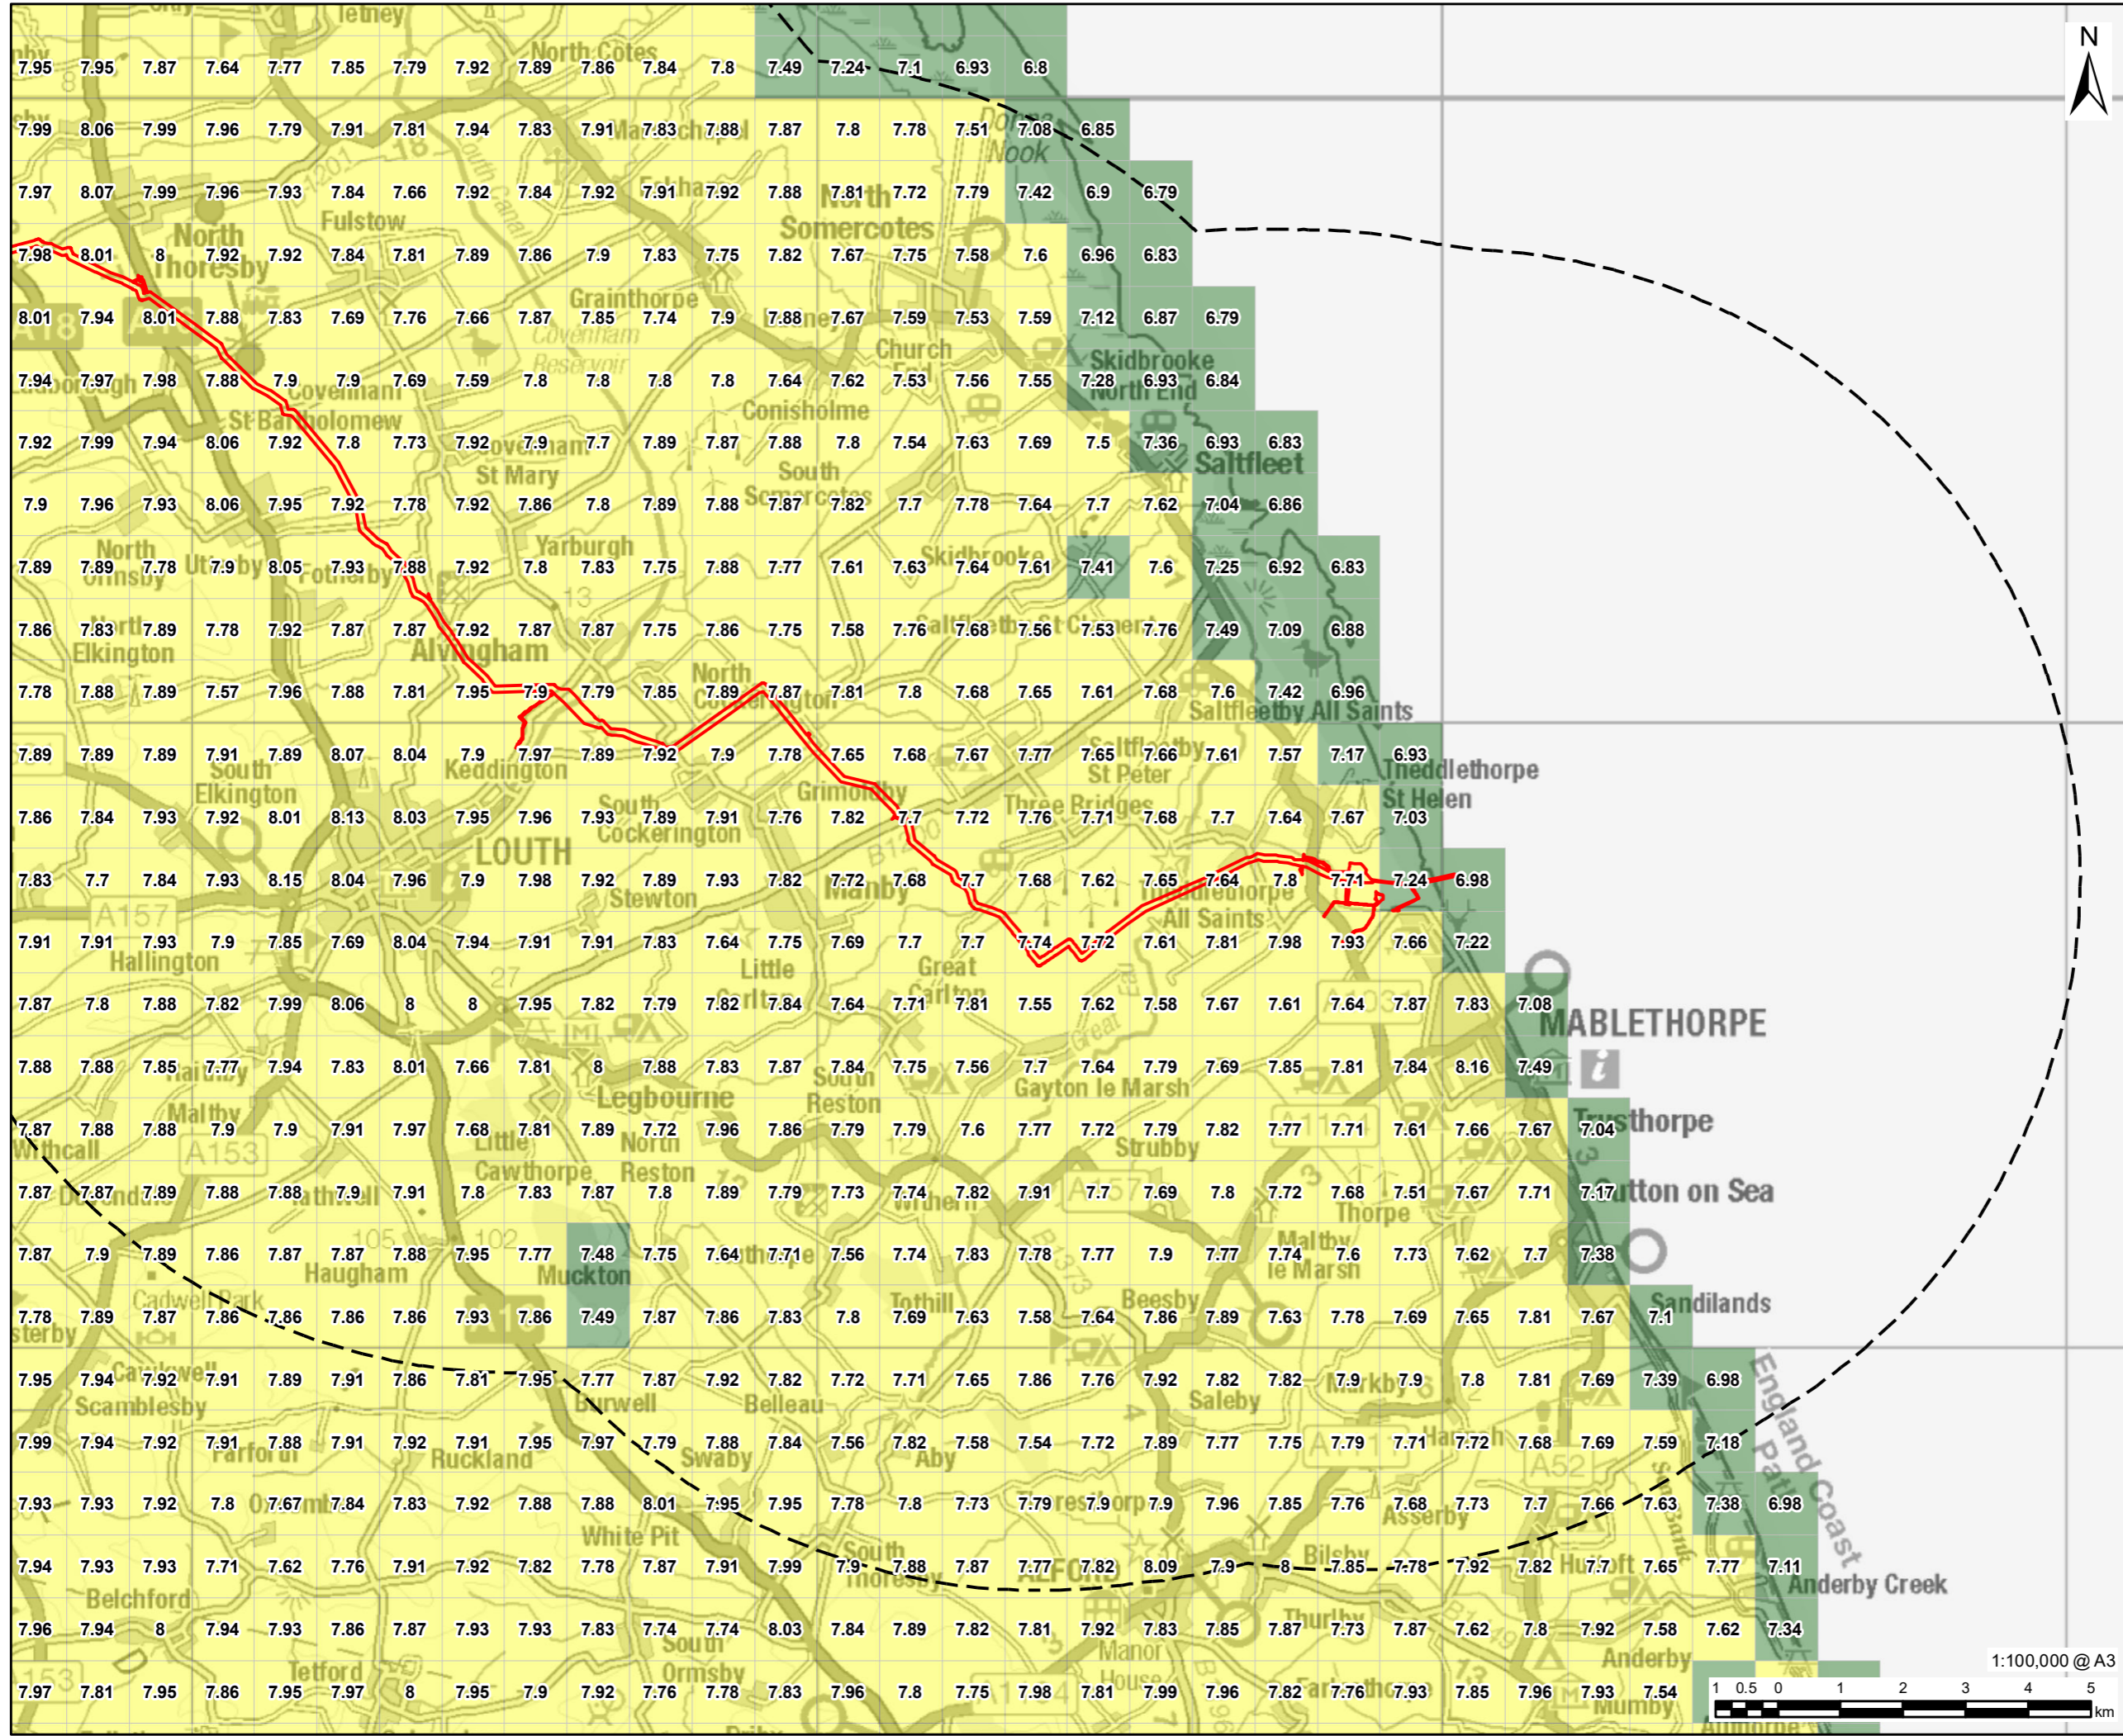 Tetney
North Cotes
N
7.95 7.95 7.87 7.64 7.77 7.85 7.79 7.92 7.89 7.86 7.84 7.8 7.49 7.24 7.1 6.93 6.8
7.99 8.06 7.99 7.96 7.79 7.91 7.81 7.94 7.83 7.91 7.83 7.88 7.87 7.8 7.78 7.51 7.08 6.85
Donna Nook
18
1201
7.97 8.07 7.99 7.96 7.93 7.84 7.66 7.92 7.84 7.92 7.91 7.92 7.88 7.81 7.72 7.79 7.42 6.9 6.79
Fulstow
North
Somercotes
North
Thoresby
7.98 8.01 8 7.92 7.92 7.84 7.81 7.89 7.86 7.9 7.83 7.75 7.82 7.67 7.75 7.58 7.6 6.96 6.83
Grainthorpe
8.01 7.94 8.01 7.88 7.83 7.69 7.76 7.66 7.87 7.85 7.74 7.9 7.88 7.67 7.59 7.53 7.59 7.12 6.87 6.79
Covenham
Reservoir
Church
End
Skidbrooke
North End
7.94 7.97 7.98 7.88 7.9 7.9 7.69 7.59 7.8 7.8 7.8 7.8 7.64 7.62 7.53 7.56 7.55 7.28 6.93 6.84
Covenham
St Bartholomew
Conisholme
7.92 7.99 7.94 8.06 7.92 7.8 7.73 7.92 7.9 7.7 7.89 7.87 7.88 7.8 7.54 7.63 7.69 7.5 7.36 6.93 6.83
Covenham
St Mary
South
Somercotes
Saltfleet
7.9 7.96 7.93 8.06 7.95 7.92 7.78 7.92 7.86 7.8 7.89 7.88 7.87 7.82 7.7 7.78 7.64 7.7 7.62 7.04 6.86
North
Ormsby
Utterby
Fotherby
Yarburgh
Skidbrooke
7.89 7.89 7.78 7.9 8.05 7.93 7.88 7.92 7.8 7.83 7.75 7.88 7.77 7.61 7.63 7.64 7.61 7.41 7.6 7.25 6.92 6.83
13
7.86 7.83 7.89 7.78 7.92 7.87 7.87 7.92 7.87 7.87 7.75 7.86 7.75 7.58 7.76 7.68 7.56 7.53 7.76 7.49 7.09 6.88
North
Elkington
Alvingham
Saltfleetby St Clement
7.78 7.88 7.89 7.57 7.96 7.88 7.81 7.95 7.9 7.79 7.85 7.89 7.87 7.81 7.8 7.68 7.65 7.61 7.68 7.6 7.42 6.96
North
Cockerington
Saltfleetby All Saints
7.89 7.89 7.89 7.91 7.89 8.07 8.04 7.9 7.97 7.89 7.92 7.9 7.78 7.65 7.68 7.67 7.77 7.65 7.66 7.61 7.57 7.17 6.93
South
Elkington
Keddington
Grimoldby
Saltfleetby
St Peter
Theddlethorpe
St Helen
7.86 7.84 7.93 7.92 8.01 8.13 8.03 7.95 7.96 7.93 7.89 7.91 7.76 7.82 7.7 7.72 7.76 7.71 7.68 7.7 7.64 7.67 7.03
South
Cockerington
Three Bridges
LOUTH
B1200
7.83 7.7 7.84 7.93 8.15 8.04 7.96 7.9 7.98 7.92 7.89 7.93 7.82 7.72 7.68 7.7 7.68 7.62 7.65 7.64 7.8 7.71 7.24 6.98
A157
Stewton
Manby
Theddlethorpe
All Saints
7.91 7.91 7.93 7.9 7.85 7.69 8.04 7.94 7.91 7.91 7.83 7.64 7.75 7.69 7.7 7.7 7.74 7.72 7.61 7.81 7.98 7.93 7.66 7.22
Hallington
27
Little
Carlton
Great
Carlton
A1031
7.87 7.8 7.88 7.82 7.99 8.06 8 8 7.95 7.82 7.79 7.82 7.84 7.64 7.71 7.81 7.55 7.62 7.58 7.67 7.61 7.64 7.87 7.83 7.08
MABLETHORPE
7.88 7.88 7.85 7.77 7.94 7.83 8.01 7.66 7.81 8 7.88 7.83 7.87 7.84 7.75 7.56 7.7 7.64 7.79 7.69 7.85 7.81 7.84 8.16 7.49
Legbourne
South
Reston
Gayton le Marsh
Maltby
Trusthorpe
7.87 7.88 7.88 7.9 7.9 7.91 7.97 7.68 7.81 7.89 7.72 7.96 7.86 7.79 7.79 7.6 7.77 7.72 7.79 7.82 7.77 7.71 7.61 7.66 7.67 7.04
Withcall
A153
Little
Cawthorpe
North
Reston
12
Strubby
7.87 7.87 7.89 7.88 7.88 7.9 7.91 7.8 7.83 7.87 7.8 7.89 7.79 7.73 7.74 7.82 7.91 7.7 7.69 7.8 7.72 7.68 7.51 7.67 7.71 7.17
A157
Withern
Thorpe
Sutton on Sea
105
102
7.87 7.9 7.89 7.86 7.87 7.87 7.88 7.95 7.77 7.48 7.75 7.64 7.71 7.56 7.74 7.83 7.78 7.77 7.9 7.77 7.74 7.6 7.73 7.62 7.7 7.38
Haugham
Muckton
B1373
Maltby
le Marsh
Cadwell Park
Tothill
Beesby
Sandilands
7.78 7.89 7.87 7.86 7.86 7.86 7.86 7.93 7.86 7.49 7.87 7.86 7.83 7.8 7.69 7.63 7.58 7.64 7.86 7.89 7.63 7.78 7.69 7.65 7.81 7.67 7.1
7.95 7.94 7.92 7.91 7.89 7.91 7.86 7.81 7.95 7.77 7.87 7.92 7.82 7.72 7.71 7.65 7.86 7.76 7.92 7.82 7.82 7.9 7.9 7.8 7.81 7.69 7.39 6.98
Cawkwell
Scamblesby
Burwell
Belleau
Saleby
Markby
England Coast
Path
7.99 7.94 7.92 7.91 7.88 7.91 7.92 7.91 7.95 7.97 7.79 7.88 7.84 7.56 7.82 7.58 7.54 7.72 7.89 7.77 7.75 7.79 7.71 7.72 7.68 7.69 7.59 7.18
Ruckland
Swaby
Aby
A1111
Hannah
A52
7.93 7.93 7.92 7.8 7.67 7.84 7.83 7.92 7.88 7.88 8.01 7.95 7.95 7.78 7.8 7.73 7.79 7.9 7.9 7.96 7.85 7.76 7.68 7.73 7.7 7.66 7.63 7.38 6.98
White Pit
Asserby
Sea Bank
7.94 7.93 7.93 7.71 7.62 7.76 7.91 7.92 7.82 7.78 7.87 7.91 7.99 7.9 7.88 7.87 7.77 7.82 8.09 7.9 8 7.85 7.78 7.92 7.82 7.7 7.65 7.77 7.11
Belchford
South
Thoresby
ALFORD
Bilsby
Huttoft
Anderby Creek
7.96 7.94 8 7.94 7.93 7.86 7.87 7.93 7.93 7.83 7.74 7.74 8.03 7.84 7.89 7.82 7.81 7.92 7.83 7.85 7.87 7.73 7.87 7.62 7.8 7.92 7.58 7.62 7.34
Tetford
South
Ormsby
Manor
House
Thurlby
B1449
Anderby
1:100,000 @ A3
7.97 7.81 7.95 7.86 7.95 7.97 8 7.95 7.9 7.92 7.76 7.78 7.83 7.96 7.8 7.75 7.98 7.81 7.99 7.96 7.82 7.76 7.93 7.85 7.96 7.93 7.54
Farlesthorpe
13
Mumby
1 0.5 0 1 2 3 4 5
km